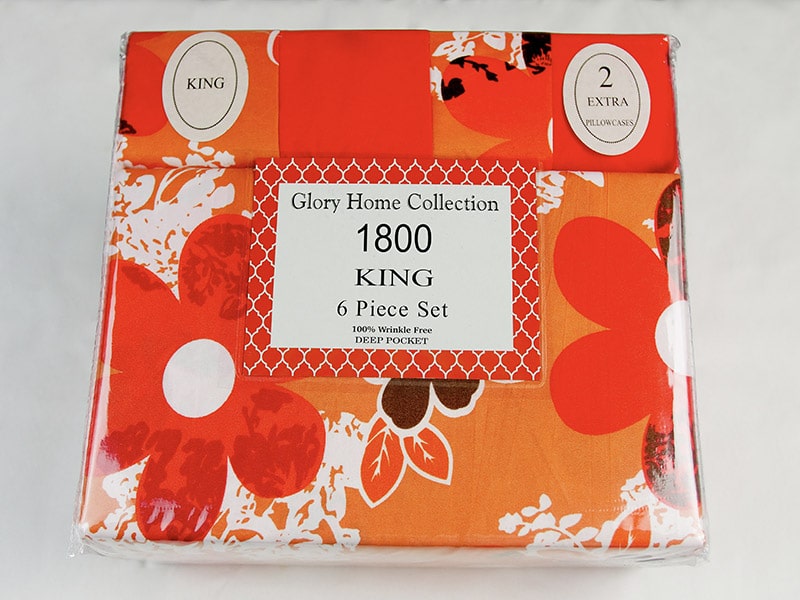 KING
2
EXTRA
PILLOWCASES
Glory Home Collection
1800
KING
6 Piece Set
100% Wrinkle Free
DEEP POCKET